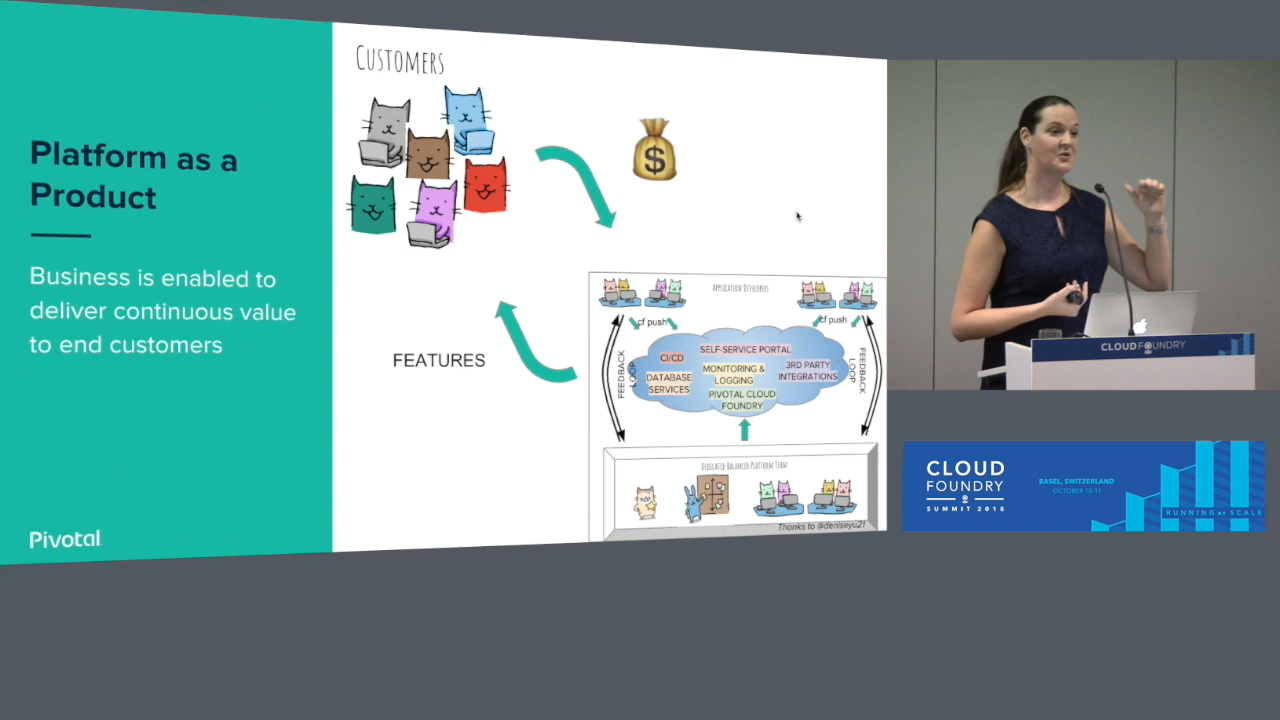 Platform as a
Product
Business is enabled to
deliver continuous value
to end customers
Pivotal
CUSTOMERS
$
FEATURES
APPLICATION DEVELOPERS
cf push
cf push
FEEDBACK
LOOP
FEEDBACK
LOOP
CI/CD
SELF-SERVICE PORTAL
DATABASE
SERVICES
MONITORING &
LOGGING
3RD PARTY
INTEGRATIONS
PIVOTAL CLOUD
FOUNDRY
DEDICATED BALANCED PLATFORM TEAM
Thanks to @deniseyu21
CLOUD FOUNDRY
CLOUD
FOUNDRY
SUMMIT 2018
BASEL, SWITZERLAND
OCTOBER 10-11
RUNNING AT SCALE